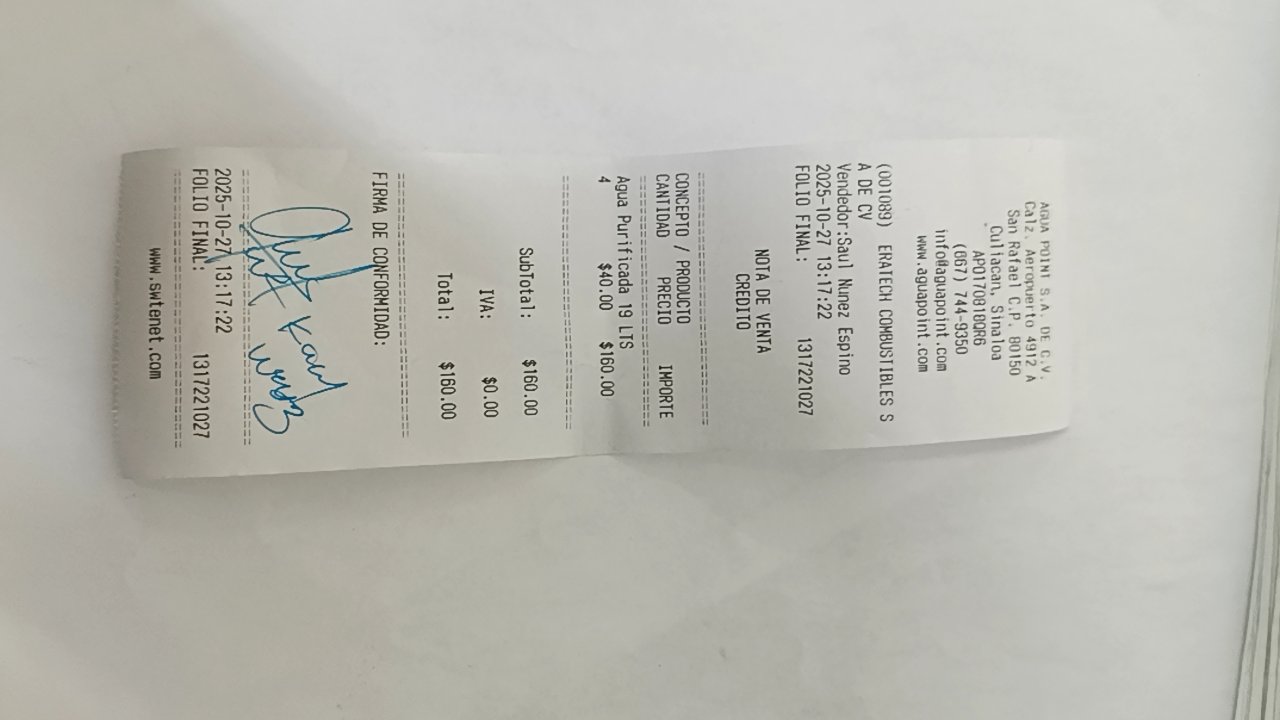 AGUA POINT S.A. DE C.V.
Calz. Aeropuerto 4912 A
San Rafael C.P. 80150
Culiacan, Sinaloa
APO170818QR6
(667) 744-9350
info@aguapoint.com
www.aguapoint.com
(001089) ERATECH COMBUSTIBLES S
A DE CV
Vendedor:Saul Nunez Espino
2025-10-27 13:17:22
FOLIO FINAL: 1317221027
NOTA DE VENTA
CREDITO
CONCEPTO / PRODUCTO
CANTIDAD PRECIO IMPORTE
Agua Purificada 19 LTS
4 $40.00 $160.00
SubTotal: $160.00
IVA: $0.00
Total: $160.00
FIRMA DE CONFORMIDAD:
2025-10-27 13:17:22
FOLIO FINAL: 1317221027
www.swtenet.com